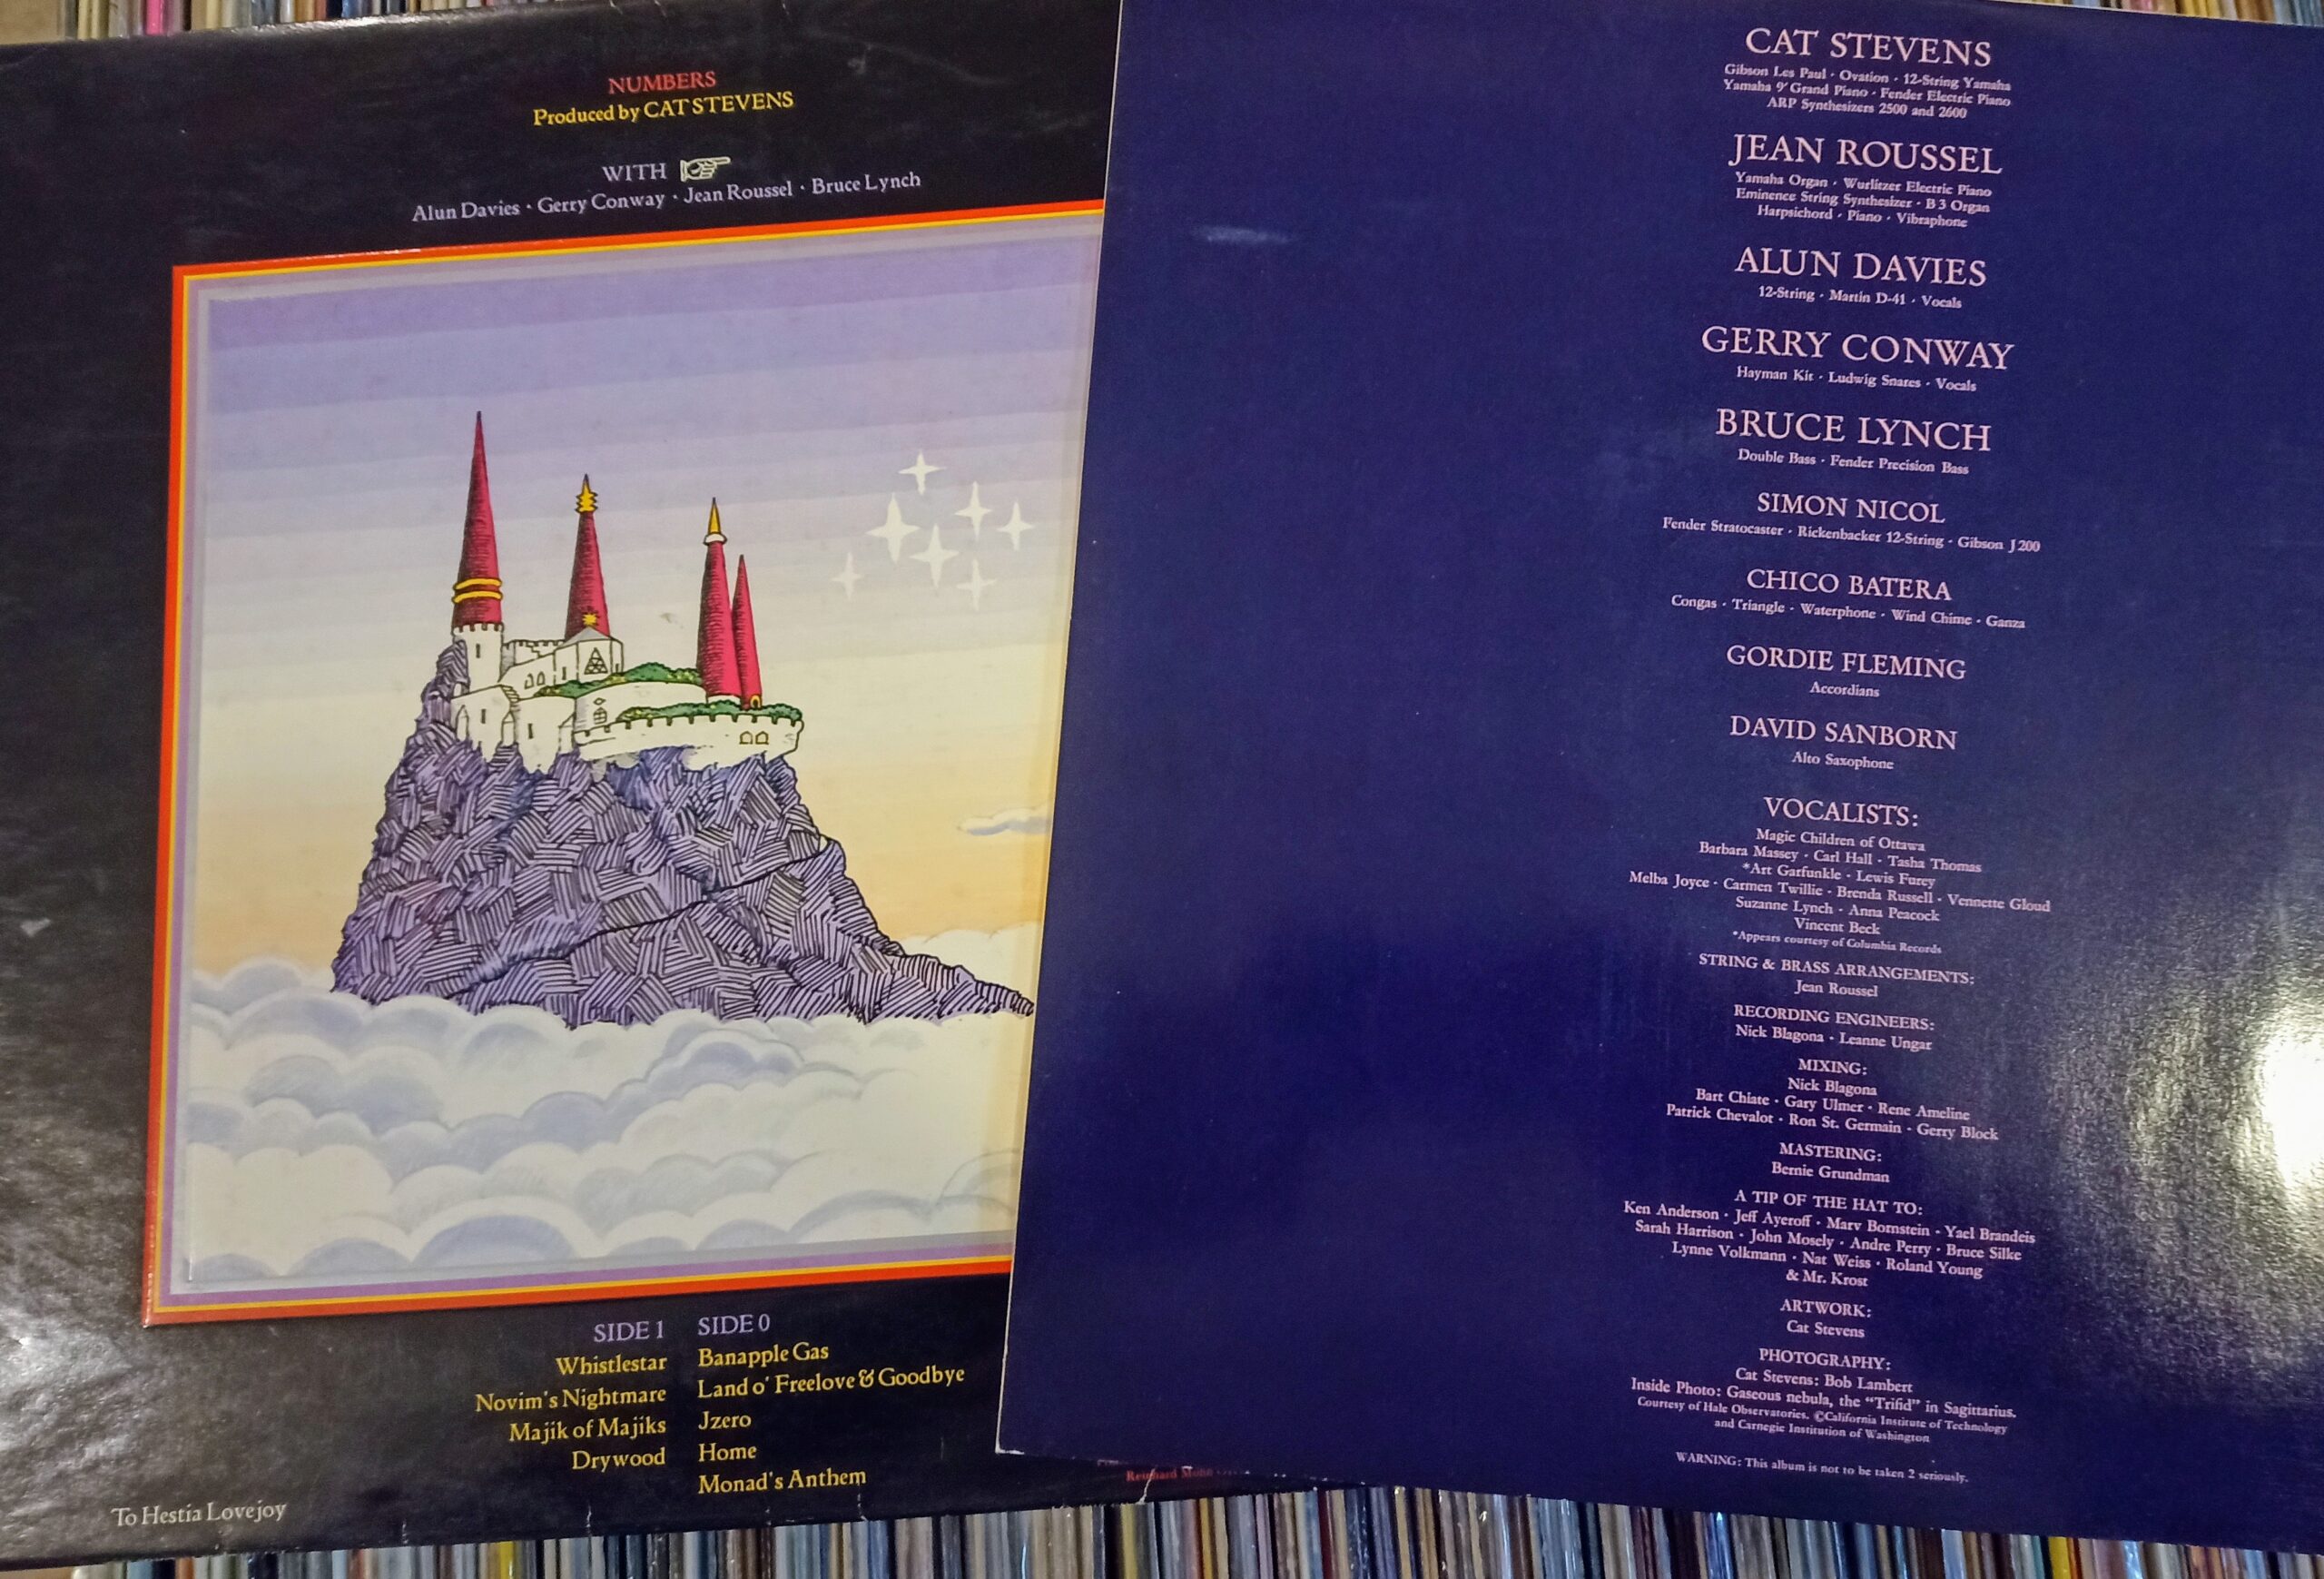 NUMBERS
Produced by CAT STEVENS
WITH
Alun Davies · Gerry Conway · Jean Roussel · Bruce Lynch
SIDE 1
Whistlestar
Novim's Nightmare
Majik of Majiks
Drywood
SIDE 0
Banapple Gas
Land o' Freelove & Goodbye
Jzero
Home
Monad's Anthem
To Hestia Lovejoy
CAT STEVENS
Gibson Les Paul · Ovation · 12-String Yamaha
Yamaha 9' Grand Piano · Fender Electric Piano
ARP Synthesizers 2500 and 2600
JEAN ROUSSEL
Yamaha Organ · Wurlitzer Electric Piano
Eminence String Synthesizer · B 3 Organ
Harpsichord · Piano · Vibraphone
ALUN DAVIES
12-String · Martin D-41 · Vocals
GERRY CONWAY
Hayman Kit · Ludwig Snares · Vocals
BRUCE LYNCH
Double Bass · Fender Precision Bass
SIMON NICOL
Fender Stratocaster · Rickenbacker 12-String · Gibson J 200
CHICO BATERA
Congas · Triangle · Waterphone · Wind Chime · Ganza
GORDIE FLEMING
Accordians
DAVID SANBORN
Alto Saxophone
VOCALISTS:
Magic Children of Ottawa
Barbara Massey · Carl Hall · Tasha Thomas
*Art Garfunkle · Lewis Furey
Melba Joyce · Carmen Twillie · Brenda Russell · Vennette Gloud
Suzanne Lynch · Anna Peacock
Vincent Beck
*Appears courtesy of Columbia Records
STRING & BRASS ARRANGEMENTS:
Jean Roussel
RECORDING ENGINEERS:
Nick Blagona · Leanne Ungar
MIXING:
Nick Blagona
Bart Chiate · Gary Ulmer · Rene Ameline
Patrick Chevalot · Ron St. Germain · Gerry Block
MASTERING:
Bernie Grundman
A TIP OF THE HAT TO:
Ken Anderson · Jeff Ayeroff · Marv Bornstein · Yael Brandeis
Sarah Harrison · John Mosely · Andre Perry · Bruce Silke
Lynne Volkmann · Nat Weiss · Roland Young
& Mr. Krost
ARTWORK:
Cat Stevens
PHOTOGRAPHY:
Cat Stevens: Bob Lambert
Inside Photo: Gaseous nebula, the "Trifid" in Sagittarius.
Courtesy of Hale Observatories. ©California Institute of Technology
and Carnegie Institution of Washington
WARNING: This album is not to be taken 2 seriously.